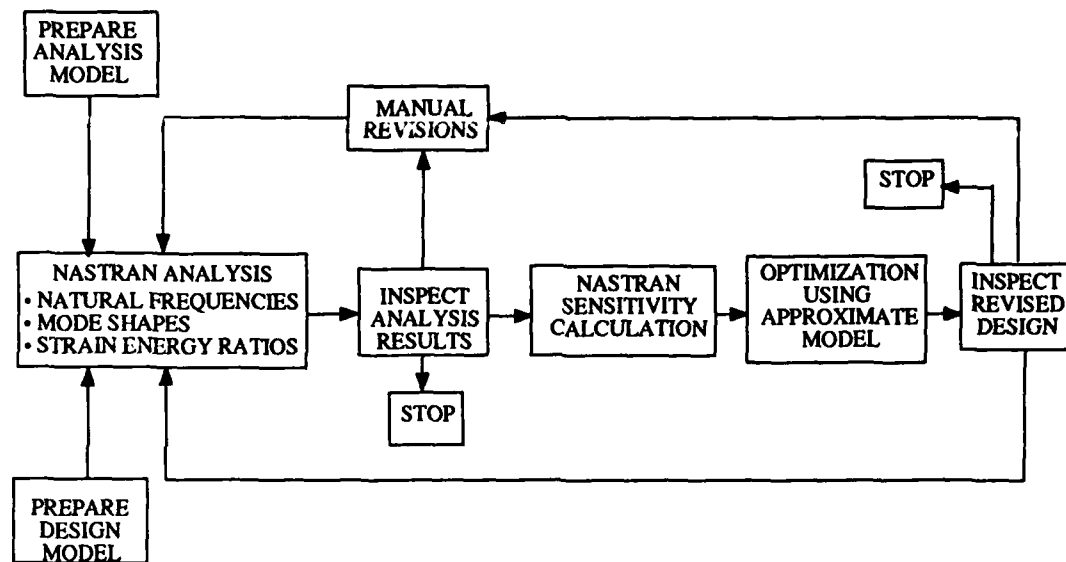 PREPARE
ANALYSIS
MODEL
MANUAL
REVISIONS
STOP
NASTRAN ANALYSIS
• NATURAL FREQUENCIES
• MODE SHAPES
• STRAIN ENERGY RATIOS
INSPECT
ANALYSIS
RESULTS
NASTRAN
SENSITIVITY
CALCULATION
OPTIMIZATION
USING
APPROXIMATE
MODEL
INSPECT
REVISED
DESIGN
STOP
PREPARE
DESIGN
MODEL